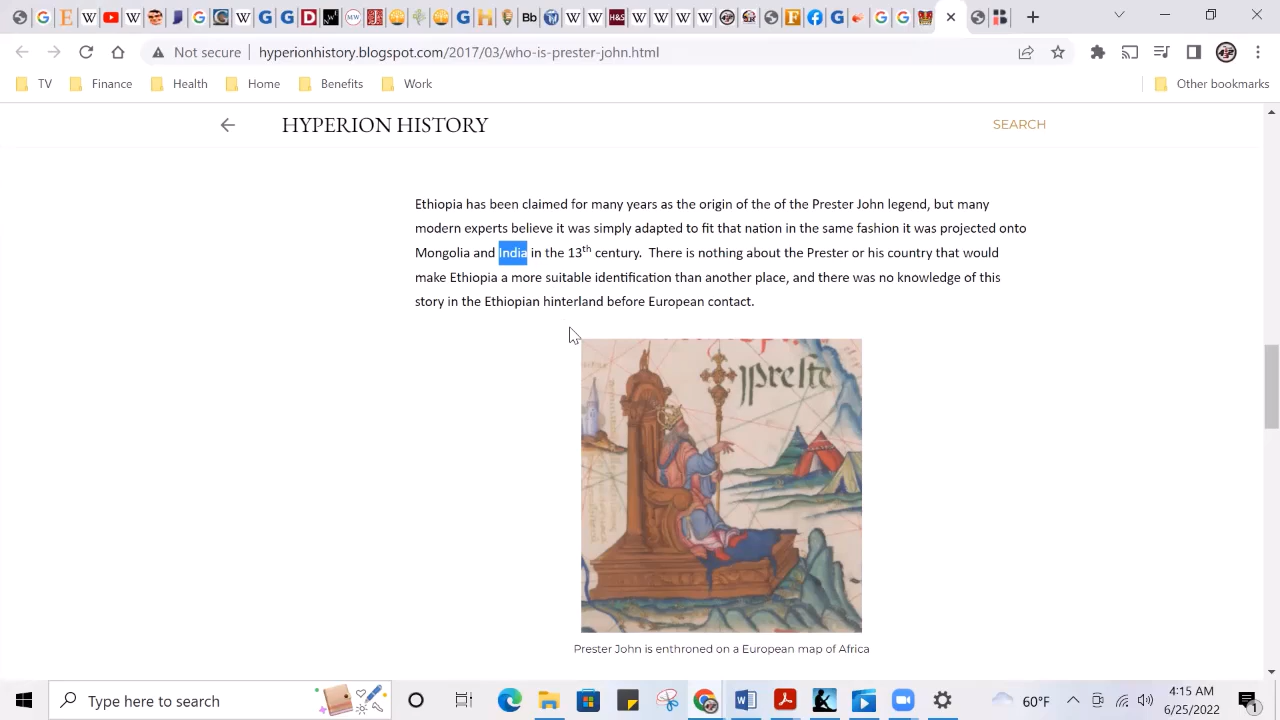 Not secure
hyperionhistory.blogspot.com/2017/03/who-is-prester-john.html
TV
Finance
Health
Home
Benefits
Work
Other bookmarks
HYPERION HISTORY
SEARCH
Ethiopia has been claimed for many years as the origin of the of the Prester John legend, but many
modern experts believe it was simply adapted to fit that nation in the same fashion it was projected onto
Mongolia and India in the 13th century. There is nothing about the Prester or his country that would
make Ethiopia a more suitable identification than another place, and there was no knowledge of this
story in the Ethiopian hinterland before European contact.
preste
Prester John is enthroned on a European map of Africa
Type here to search
60°F
4:15 AM
6/25/2022
1